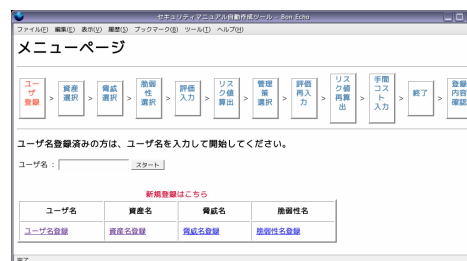 セキュリティマニュアル自動作成ツール - Bon Echo
ファイル(F) 編集(E) 表示(V) 履歴(S) ブックマーク(B) ツール(T) ヘルプ(H)
メニューページ
ユーザ登録 > 資産選択 > 脅威選択 > 脆弱性選択 > 評価入力 > リスク値算出 > 管理策選択 > 評価再入力 > リスク値再算出 > 手間コスト入力 > 終了 > 登録内容確認
ユーザ名登録済みの方は、ユーザ名を入力して開始してください。
ユーザ名 : スタート
新規登録はこちら
ユーザ名 資産名 脅威名 脆弱性名
ユーザ名登録 資産名登録 脅威名登録 脆弱性名登録
完了